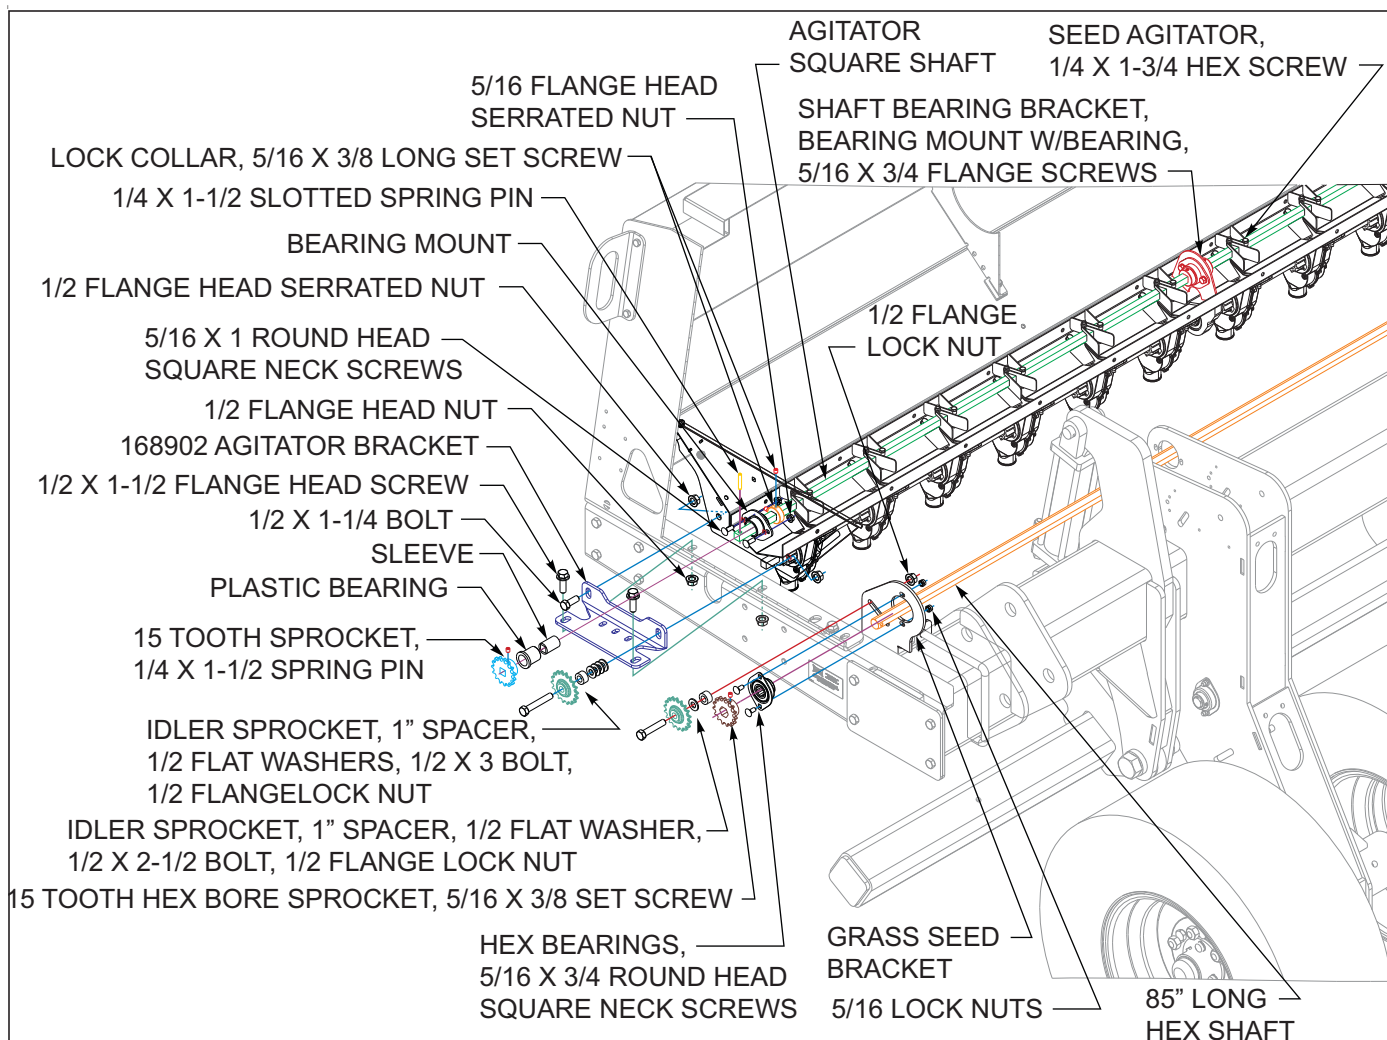 AGITATOR
SQUARE SHAFT
SEED AGITATOR,
1/4 X 1-3/4 HEX SCREW
5/16 FLANGE HEAD
SERRATED NUT
SHAFT BEARING BRACKET,
BEARING MOUNT W/BEARING,
5/16 X 3/4 FLANGE SCREWS
LOCK COLLAR, 5/16 X 3/8 LONG SET SCREW
1/4 X 1-1/2 SLOTTED SPRING PIN
BEARING MOUNT
1/2 FLANGE HEAD SERRATED NUT
1/2 FLANGE
LOCK NUT
5/16 X 1 ROUND HEAD
SQUARE NECK SCREWS
1/2 FLANGE HEAD NUT
168902 AGITATOR BRACKET
1/2 X 1-1/2 FLANGE HEAD SCREW
1/2 X 1-1/4 BOLT
SLEEVE
PLASTIC BEARING
15 TOOTH SPROCKET,
1/4 X 1-1/2 SPRING PIN
IDLER SPROCKET, 1” SPACER,
1/2 FLAT WASHERS, 1/2 X 3 BOLT,
1/2 FLANGELOCK NUT
IDLER SPROCKET, 1” SPACER, 1/2 FLAT WASHER,
1/2 X 2-1/2 BOLT, 1/2 FLANGE LOCK NUT
15 TOOTH HEX BORE SPROCKET, 5/16 X 3/8 SET SCREW
HEX BEARINGS,
5/16 X 3/4 ROUND HEAD
SQUARE NECK SCREWS
GRASS SEED
BRACKET
5/16 LOCK NUTS
85” LONG
HEX SHAFT